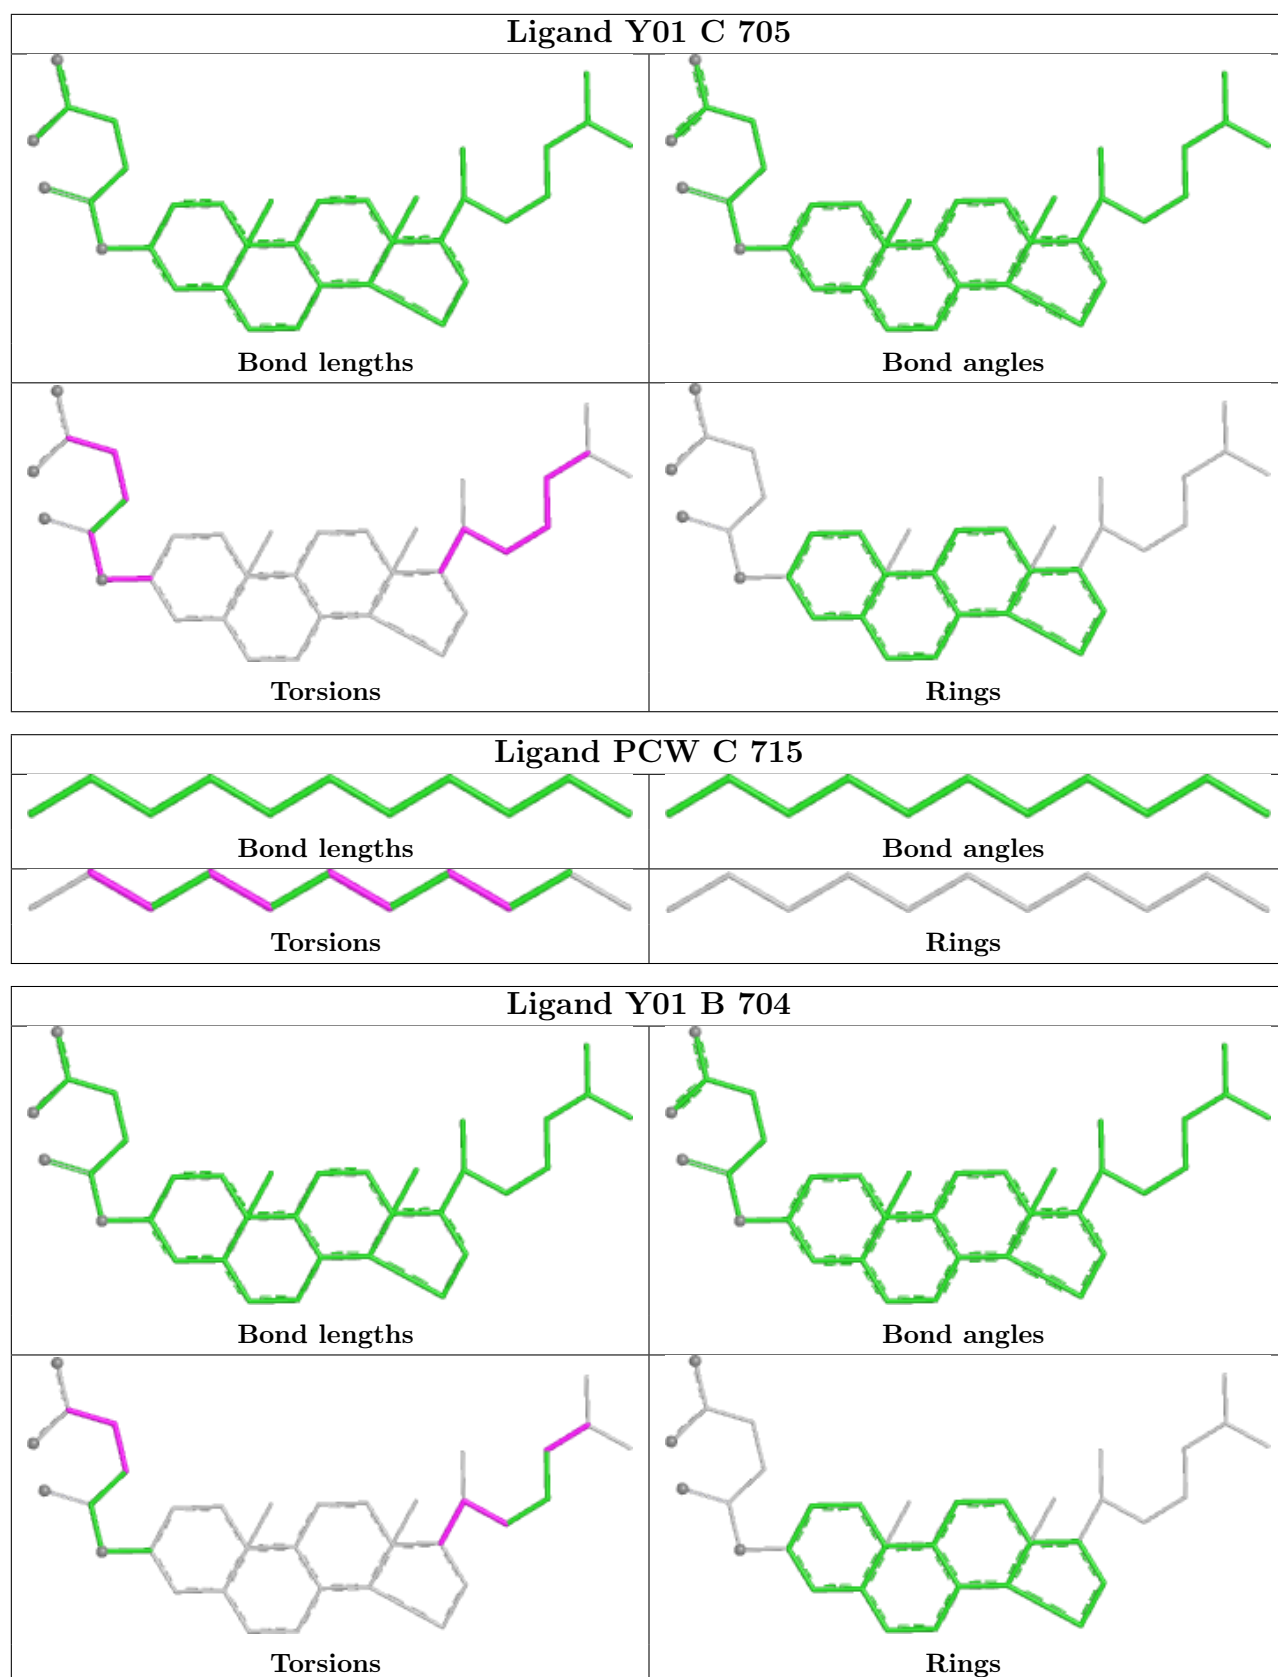 Ligand Y01 C 705
Bond lengths
Bond angles
Torsions
Rings
Ligand PCW C 715
Bond lengths
Bond angles
Torsions
Rings
Ligand Y01 B 704
Bond lengths
Bond angles
Torsions
Rings